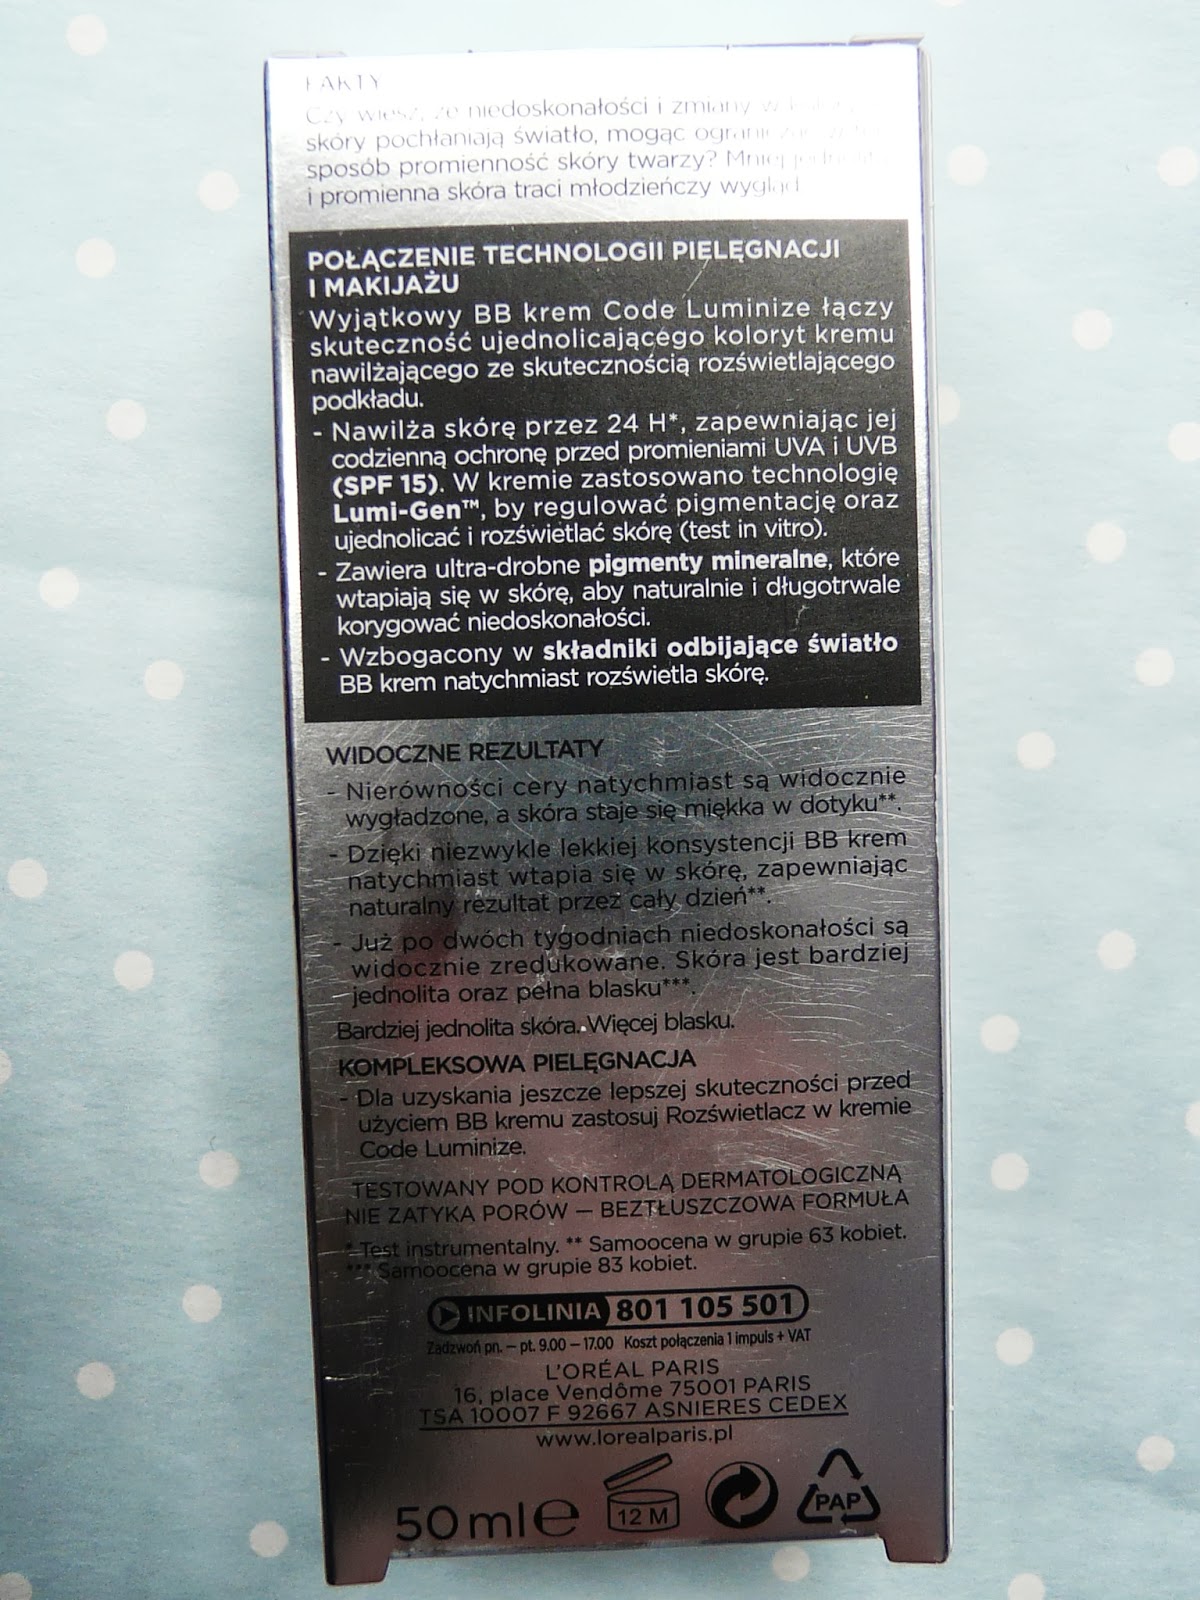 FAKTY
Czy wiesz, że niedoskonałości i zmiany w
skóry pochłaniają światło, mogąc
sposób promienność skóry twarzy? Mniej
i promienna skóra traci młodzieńczy wygląd
POŁĄCZENIE TECHNOLOGII PIELĘGNACJI
I MAKIJAŻU
Wyjątkowy BB krem Code Luminize łączy
skuteczność ujednolicającego koloryt kremu
nawilżającego ze skutecznością rozświetlającego
podkładu.
- Nawilża skórę przez 24 H*, zapewniając jej
codzienną ochronę przed promieniami UVA i UVB
(SPF 15). W kremie zastosowano technologię
Lumi-Gen™, by regulować pigmentację oraz
ujednolicać i rozświetlać skórę (test in vitro).
- Zawiera ultra-drobne pigmenty mineralne, które
wtapiają się w skórę, aby naturalnie i długotrwale
korygować niedoskonałości.
- Wzbogacony w składniki odbijające światło
BB krem natychmiast rozświetla skórę.
WIDOCZNE REZULTATY
- Nierówności cery natychmiast są widocznie
wygładzone, a skóra staje się miękka w dotyku**.
- Dzięki niezwykle lekkiej konsystencji BB krem
natychmiast wtapia się w skórę, zapewniając
naturalny rezultat przez cały dzień**.
- Już po dwóch tygodniach niedoskonałości są
widocznie zredukowane. Skóra jest bardziej
jednolita oraz pełna blasku***.
Bardziej jednolita skóra. Więcej blasku.
KOMPLEKSOWA PIELĘGNACJA
- Dla uzyskania jeszcze lepszej skuteczności przed
użyciem BB kremu zastosuj Rozświetlacz w kremie
Code Luminize.
TESTOWANY POD KONTROLĄ DERMATOLOGICZNĄ
NIE ZATYKA PORÓW – BEZTŁUSZCZOWA FORMUŁA
* Test instrumentalny. ** Samoocena w grupie 63 kobiet.
*** Samoocena w grupie 83 kobiet.
INFOLINIA 801 105 501
Zadzwoń pn. – pt. 9.00 – 17.00 Koszt połączenia 1 impuls + VAT
L'ORÉAL PARIS
16, place Vendôme 75001 PARIS
TSA 10007 F 92667 ASNIERES CEDEX
www.lorealparis.pl
50 ml e 12 M PAP